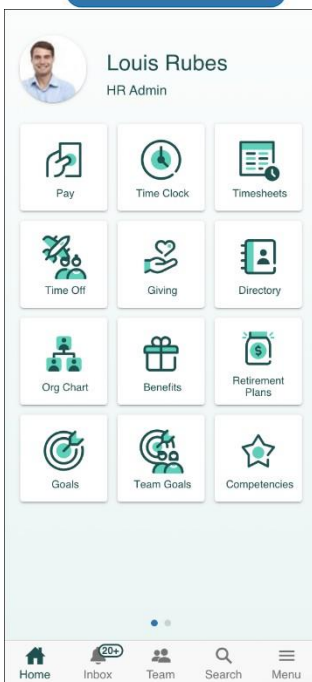 Louis Rubes
HR Admin
Pay
Time Clock
Timesheets
Time Off
Giving
Directory
Org Chart
Benefits
Retirement
Plans
Goals
Team Goals
Competencies
20+
Home
Inbox
Team
Search
Menu